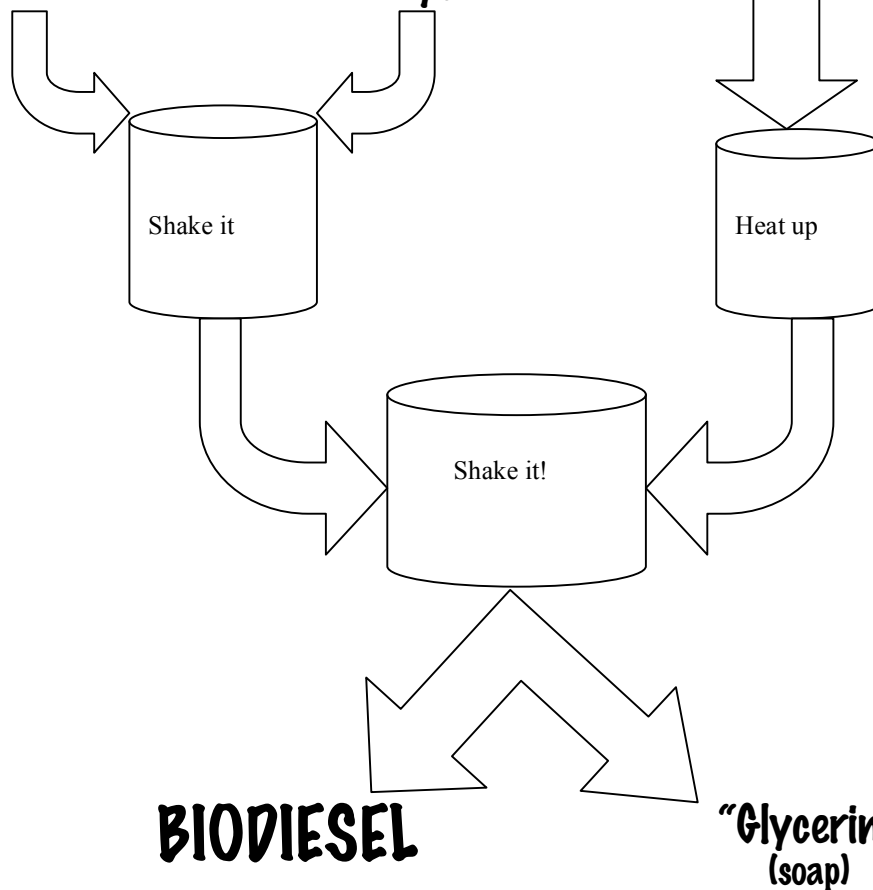 Shake it
Heat up
Shake it!
BIODIESEL
“Glycerin
(soap)